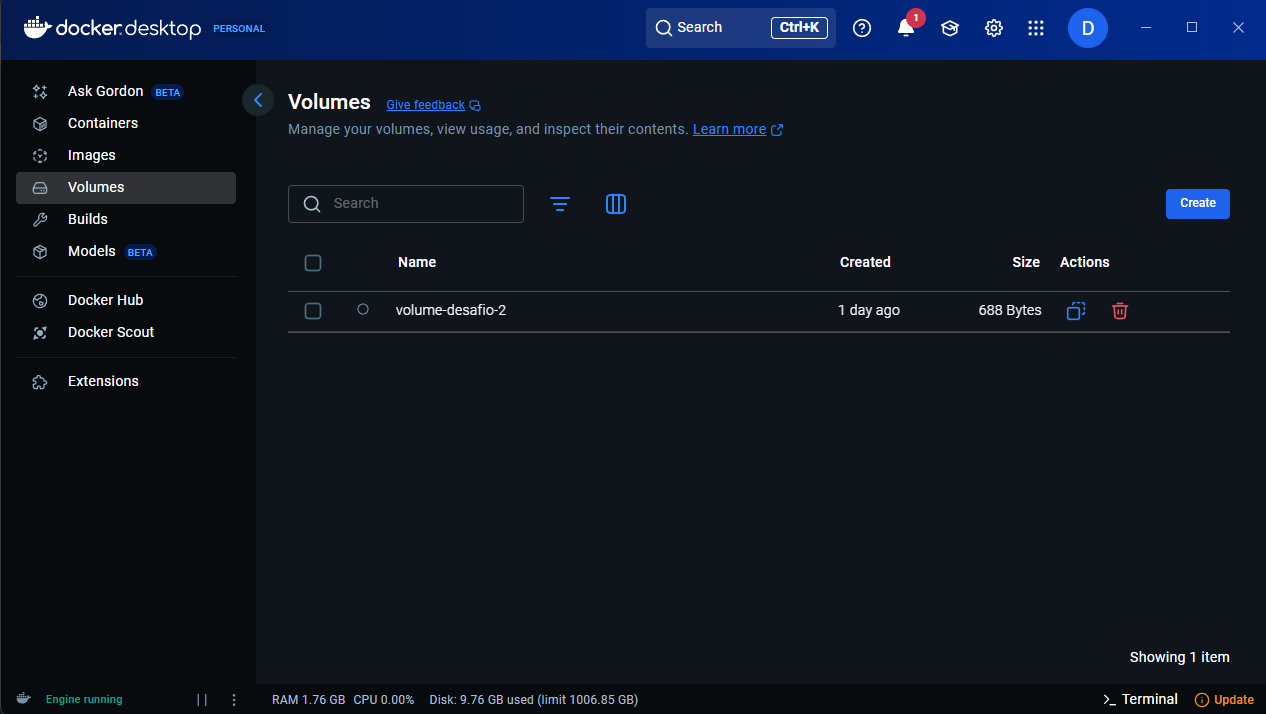 docker.desktop PERSONAL
Search Ctrl+K
1
D
Ask Gordon BETA
Containers
Images
Volumes
Builds
Models BETA
Docker Hub
Docker Scout
Extensions
Volumes Give feedback
Manage your volumes, view usage, and inspect their contents. Learn more
Search
Create
Name Created Size Actions
volume-desafio-2 1 day ago 688 Bytes
Showing 1 item
Engine running
RAM 1.76 GB CPU 0.00% Disk: 9.76 GB used (limit 1006.85 GB)
>_ Terminal
Update